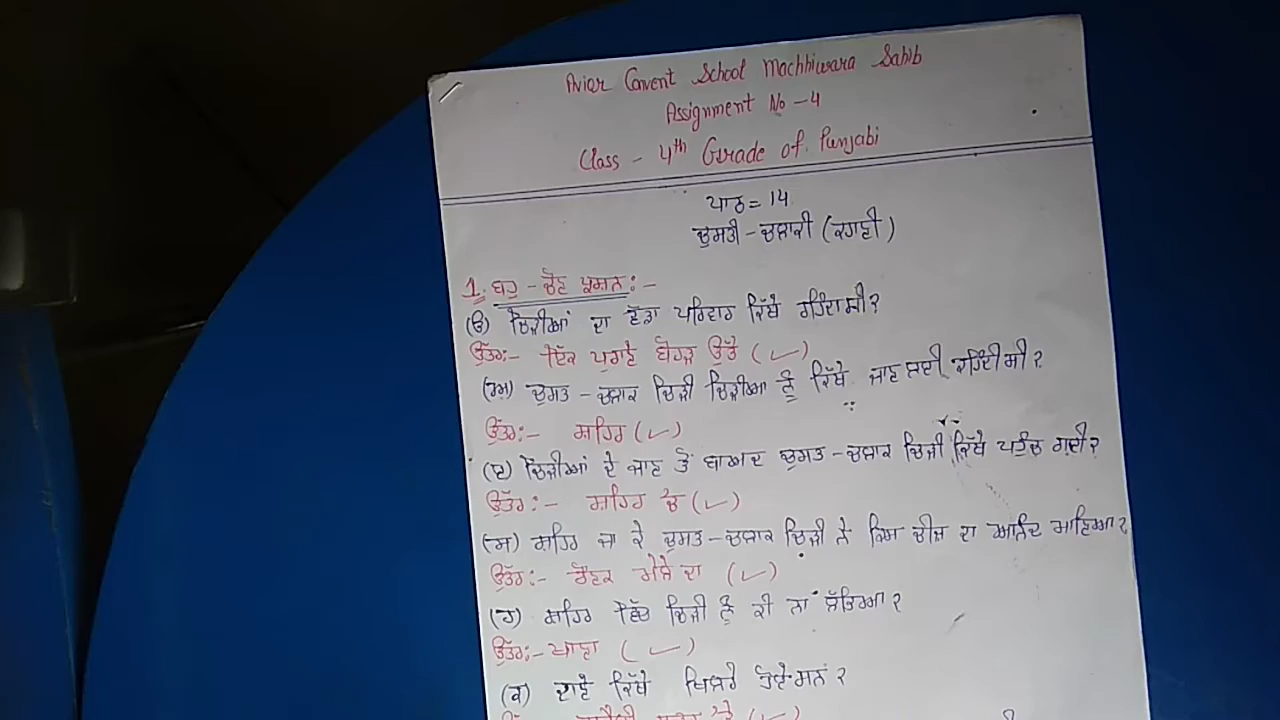 Avier Convent School Machhiwara Sahib
Assignment No - 4
Class - 4th Grade of Punjabi
ਪਾਠ = 14
ਚੁਸਤੀ - ਚਲਾਕੀ (ਕਹਾਣੀ)
1. ਬਹੁ - ਚੋਣ ਪ੍ਰਸ਼ਨ :-
(ੳ) ਚਿੜੀਆਂ ਦਾ ਵੱਡਾ ਪਰਿਵਾਰ ਕਿੱਥੇ ਰਹਿੰਦਾ ਸੀ?
ਉੱਤਰ:- ਇੱਕ ਪੁਰਾਣੇ ਬੋਹੜ ਉੱਤੇ (✓)
(ਅ) ਚੁਸਤ - ਚਲਾਕ ਚਿੜੀ ਚਿੜੀਆਂ ਨੂੰ ਕਿੱਥੇ ਜਾਣ ਲਈ ਕਹਿੰਦੀ ਸੀ?
ਉੱਤਰ:- ਸ਼ਹਿਰ (✓)
(ੲ) ਚਿੜੀਆਂ ਦੇ ਜਾਣ ਤੋਂ ਬਾਅਦ ਚੁਸਤ - ਚਲਾਕ ਚਿੜੀ ਕਿੱਥੇ ਪਹੁੰਚ ਗਈ?
ਉੱਤਰ:- ਸ਼ਹਿਰ ਚ (✓)
(ਸ) ਸ਼ਹਿਰ ਜਾ ਕੇ ਚੁਸਤ - ਚਲਾਕ ਚਿੜੀ ਨੇ ਕਿਸ ਚੀਜ਼ ਦਾ ਆਨੰਦ ਮਾਣਿਆ?
ਉੱਤਰ:- ਰੌਣਕ ਮੇਲੇ ਦਾ (✓)
(ਹ) ਸ਼ਹਿਰ ਵਿੱਚ ਚਿੜੀ ਨੂੰ ਕੀ ਨਾ ਲੱਭਿਆ?
ਉੱਤਰ:- ਖਾਣਾ (✓)
(ਕ) ਦਾਣੇ ਕਿੱਥੇ ਖਿਲਰੇ ਹੋਏ ਸਨ?